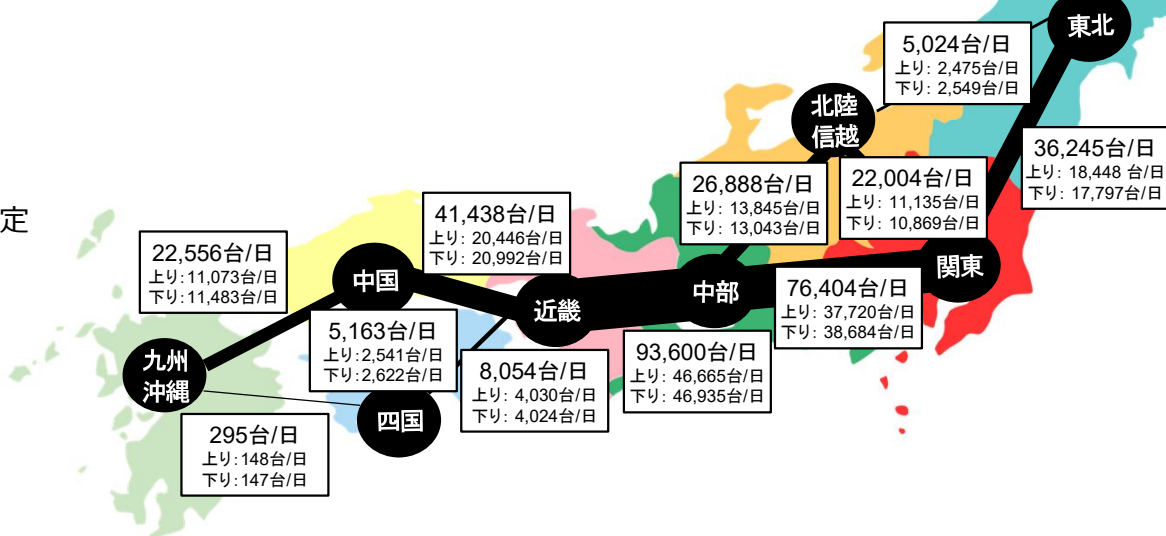 東北
5,024台/日
上り: 2,475台/日
下り: 2,549台/日
北陸
信越
36,245台/日
上り: 18,448 台/日
下り: 17,797台/日
26,888台/日
上り: 13,845台/日
下り: 13,043台/日
22,004台/日
上り: 11,135台/日
下り: 10,869台/日
定
41,438台/日
上り: 20,446台/日
下り: 20,992台/日
22,556台/日
上り:11,073台/日
下り:11,483台/日
中国
近畿
中部
関東
76,404台/日
上り: 37,720台/日
下り: 38,684台/日
5,163台/日
上り:2,541台/日
下り:2,622台/日
93,600台/日
上り: 46,665台/日
下り: 46,935台/日
8,054台/日
上り: 4,030台/日
下り: 4,024台/日
九州
沖縄
四国
295台/日
上り:148台/日
下り:147台/日